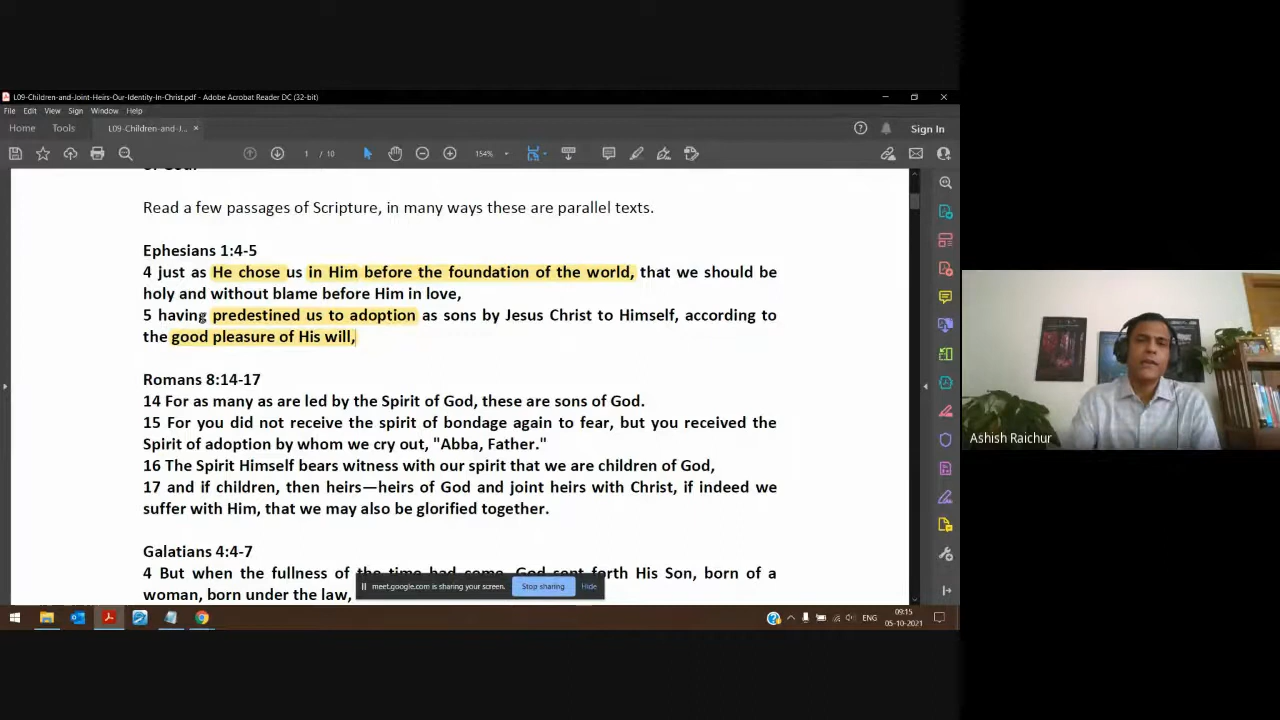 L09-Children-and-Joint-Heirs-Our-Identity-In-Christ.pdf - Adobe Acrobat Reader DC (32-bit)
File Edit View Sign Window Help
Home Tools L09-Children-and-J... × Sign In
1 / 10 154%
Read a few passages of Scripture, in many ways these are parallel texts.
Ephesians 1:4-5
4 just as He chose us in Him before the foundation of the world, that we should be
holy and without blame before Him in love,
5 having predestined us to adoption as sons by Jesus Christ to Himself, according to
the good pleasure of His will,
Romans 8:14-17
14 For as many as are led by the Spirit of God, these are sons of God.
15 For you did not receive the spirit of bondage again to fear, but you received the
Spirit of adoption by whom we cry out, "Abba, Father."
16 The Spirit Himself bears witness with our spirit that we are children of God,
17 and if children, then heirs—heirs of God and joint heirs with Christ, if indeed we
suffer with Him, that we may also be glorified together.
Galatians 4:4-7
4 But when the fullness of the time had come, God sent forth His Son, born of a
woman, born under the law,
meet.google.com is sharing your screen. Stop sharing Hide
ENG 09:15
05-10-2021
Ashish Raichur